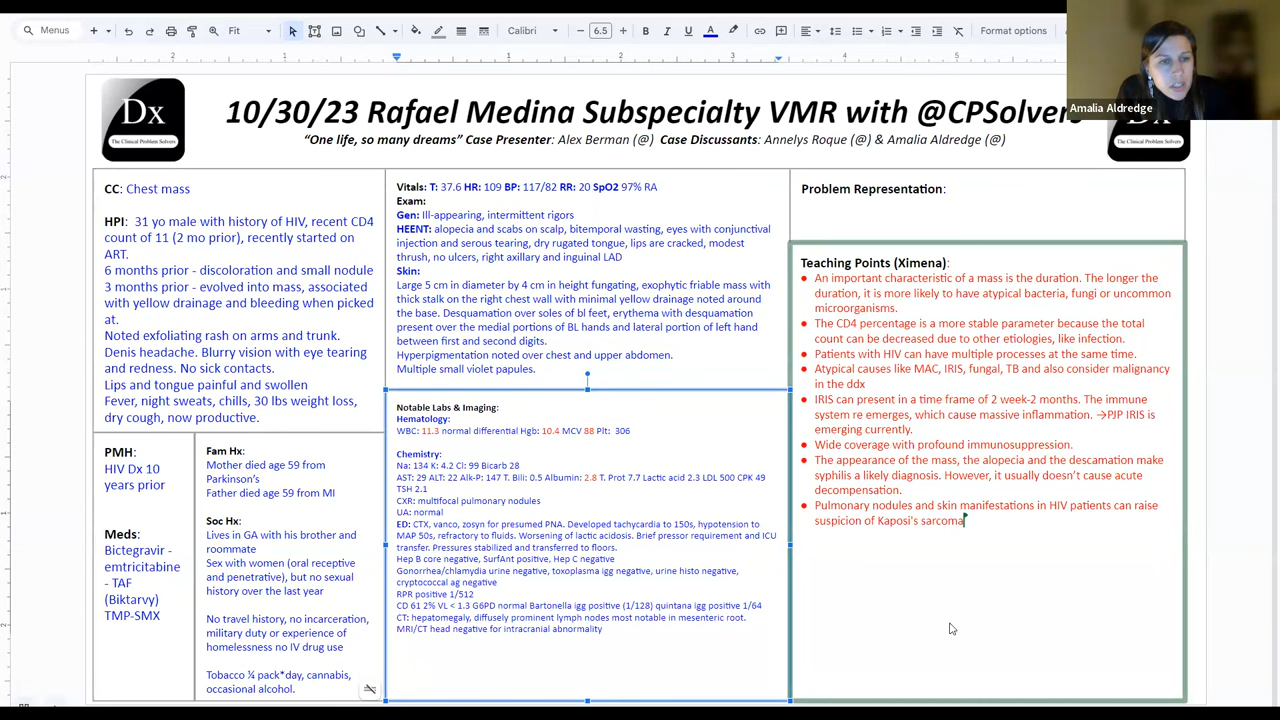 Menus
Fit
Calibri
6.5
Format options
2
1
1
2
3
4
5
Amalia Aldredge
Dx
The Clinical Problem Solvers
10/30/23 Rafael Medina Subspecialty VMR with @CPSolvers
"One life, so many dreams" Case Presenter: Alex Berman (@) Case Discussants: Annelys Roque (@) & Amalia Aldredge (@)
The Clinical Problem Solvers
CC: Chest mass
HPI: 31 yo male with history of HIV, recent CD4
count of 11 (2 mo prior), recently started on
ART.
6 months prior - discoloration and small nodule
3 months prior - evolved into mass, associated
with yellow drainage and bleeding when picked
at.
Noted exfoliating rash on arms and trunk.
Denis headache. Blurry vision with eye tearing
and redness. No sick contacts.
Lips and tongue painful and swollen
Fever, night sweats, chills, 30 lbs weight loss,
dry cough, now productive.
PMH:
HIV Dx 10
years prior
Meds:
Bictegravir -
emtricitabine
- TAF
(Biktarvy)
TMP-SMX
Fam Hx:
Mother died age 59 from
Parkinson's
Father died age 59 from MI
Soc Hx:
Lives in GA with his brother and
roommate
Sex with women (oral receptive
and penetrative), but no sexual
history over the last year
No travel history, no incarceration,
military duty or experience of
homelessness no IV drug use
Tobacco ¼ pack*day, cannabis,
occasional alcohol.
Vitals: T: 37.6 HR: 109 BP: 117/82 RR: 20 SpO2 97% RA
Exam:
Gen: Ill-appearing, intermittent rigors
HEENT: alopecia and scabs on scalp, bitemporal wasting, eyes with conjunctival
injection and serous tearing, dry rugated tongue, lips are cracked, modest
thrush, no ulcers, right axillary and inguinal LAD
Skin:
Large 5 cm in diameter by 4 cm in height fungating, exophytic friable mass with
thick stalk on the right chest wall with minimal yellow drainage noted around
the base. Desquamation over soles of bl feet, erythema with desquamation
present over the medial portions of BL hands and lateral portion of left hand
between first and second digits.
Hyperpigmentation noted over chest and upper abdomen.
Multiple small violet papules.
Notable Labs & Imaging:
Hematology:
WBC: 11.3 normal differential Hgb: 10.4 MCV 88 Plt: 306
Chemistry:
Na: 134 K: 4.2 Cl: 99 Bicarb 28
AST: 29 ALT: 22 Alk-P: 147 T. Bili: 0.5 Albumin: 2.8 T. Prot 7.7 Lactic acid 2.3 LDL 500 CPK 49
TSH 2.1
CXR: multifocal pulmonary nodules
UA: normal
ED: CTX, vanco, zosyn for presumed PNA. Developed tachycardia to 150s, hypotension to
MAP 50s, refractory to fluids. Worsening of lactic acidosis. Brief pressor requirement and ICU
transfer. Pressures stabilized and transferred to floors.
Hep B core negative, SurfAnt positive, Hep C negative
Gonorrhea/chlamydia urine negative, toxoplasma igg negative, urine histo negative,
cryptococcal ag negative
RPR positive 1/512
CD 61 2% VL < 1.3 G6PD normal Bartonella igg positive (1/128) quintana igg positive 1/64
CT: hepatomegaly, diffusely prominent lymph nodes most notable in mesenteric root.
MRI/CT head negative for intracranial abnormality
Problem Representation:
Teaching Points (Ximena):
● An important characteristic of a mass is the duration. The longer the
duration, it is more likely to have atypical bacteria, fungi or uncommon
microorganisms.
● The CD4 percentage is a more stable parameter because the total
count can be decreased due to other etiologies, like infection.
● Patients with HIV can have multiple processes at the same time.
● Atypical causes like MAC, IRIS, fungal, TB and also consider malignancy
in the ddx
● IRIS can present in a time frame of 2 week-2 months. The immune
system re emerges, which cause massive inflammation. →PJP IRIS is
emerging currently.
● Wide coverage with profound immunosuppression.
● The appearance of the mass, the alopecia and the descamation make
syphilis a likely diagnosis. However, it usually doesn't cause acute
decompensation.
● Pulmonary nodules and skin manifestations in HIV patients can raise
suspicion of Kaposi's sarcoma